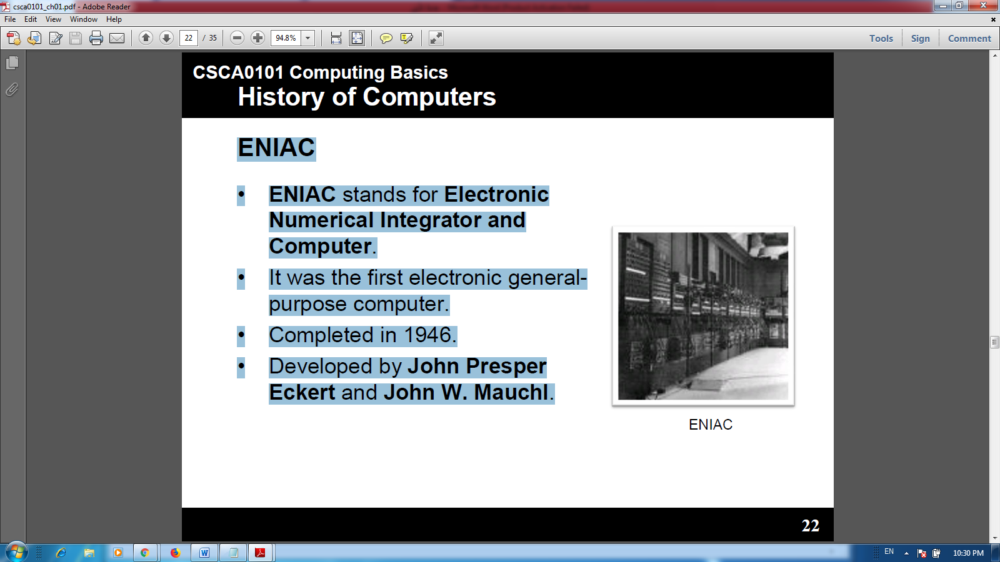 csca0101_ch01.pdf - Adobe Reader
File Edit View Window Help
22 / 35 94.8% Tools Sign Comment
CSCA0101 Computing Basics
History of Computers
ENIAC
• ENIAC stands for Electronic
Numerical Integrator and
Computer.
• It was the first electronic general-
purpose computer.
• Completed in 1946.
• Developed by John Presper
Eckert and John W. Mauchl.
ENIAC
22
EN 10:30 PM